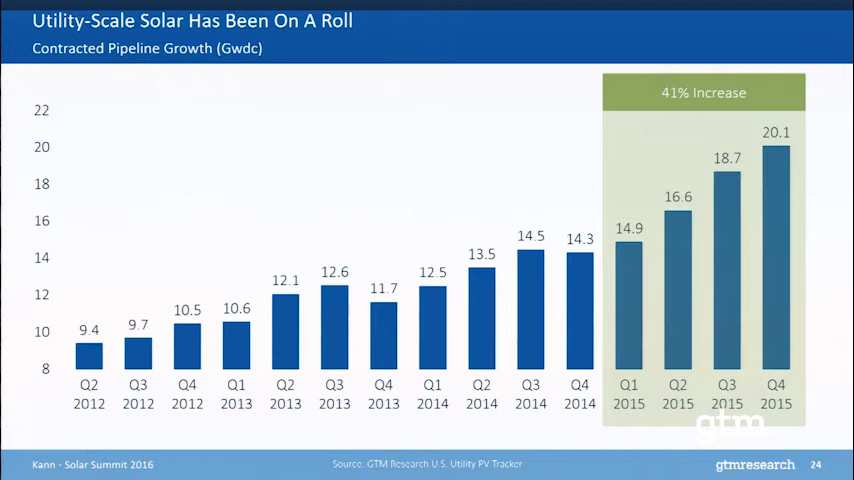 Utility-Scale Solar Has Been On A Roll
Contracted Pipeline Growth (Gwdc)
41% Increase
22
20
18
16
14
12
10
8
9.4
9.7
10.5
10.6
12.1
12.6
11.7
12.5
13.5
14.5
14.3
14.9
16.6
18.7
20.1
Q2 Q3 Q4 Q1 Q2 Q3 Q4 Q1 Q2 Q3 Q4 Q1 Q2 Q3 Q4
2012 2012 2012 2013 2013 2013 2013 2014 2014 2014 2014 2015 2015 2015 2015
gtm
Kann - Solar Summit 2016
Source: GTM Research U.S. Utility PV Tracker
gtmresearch 24